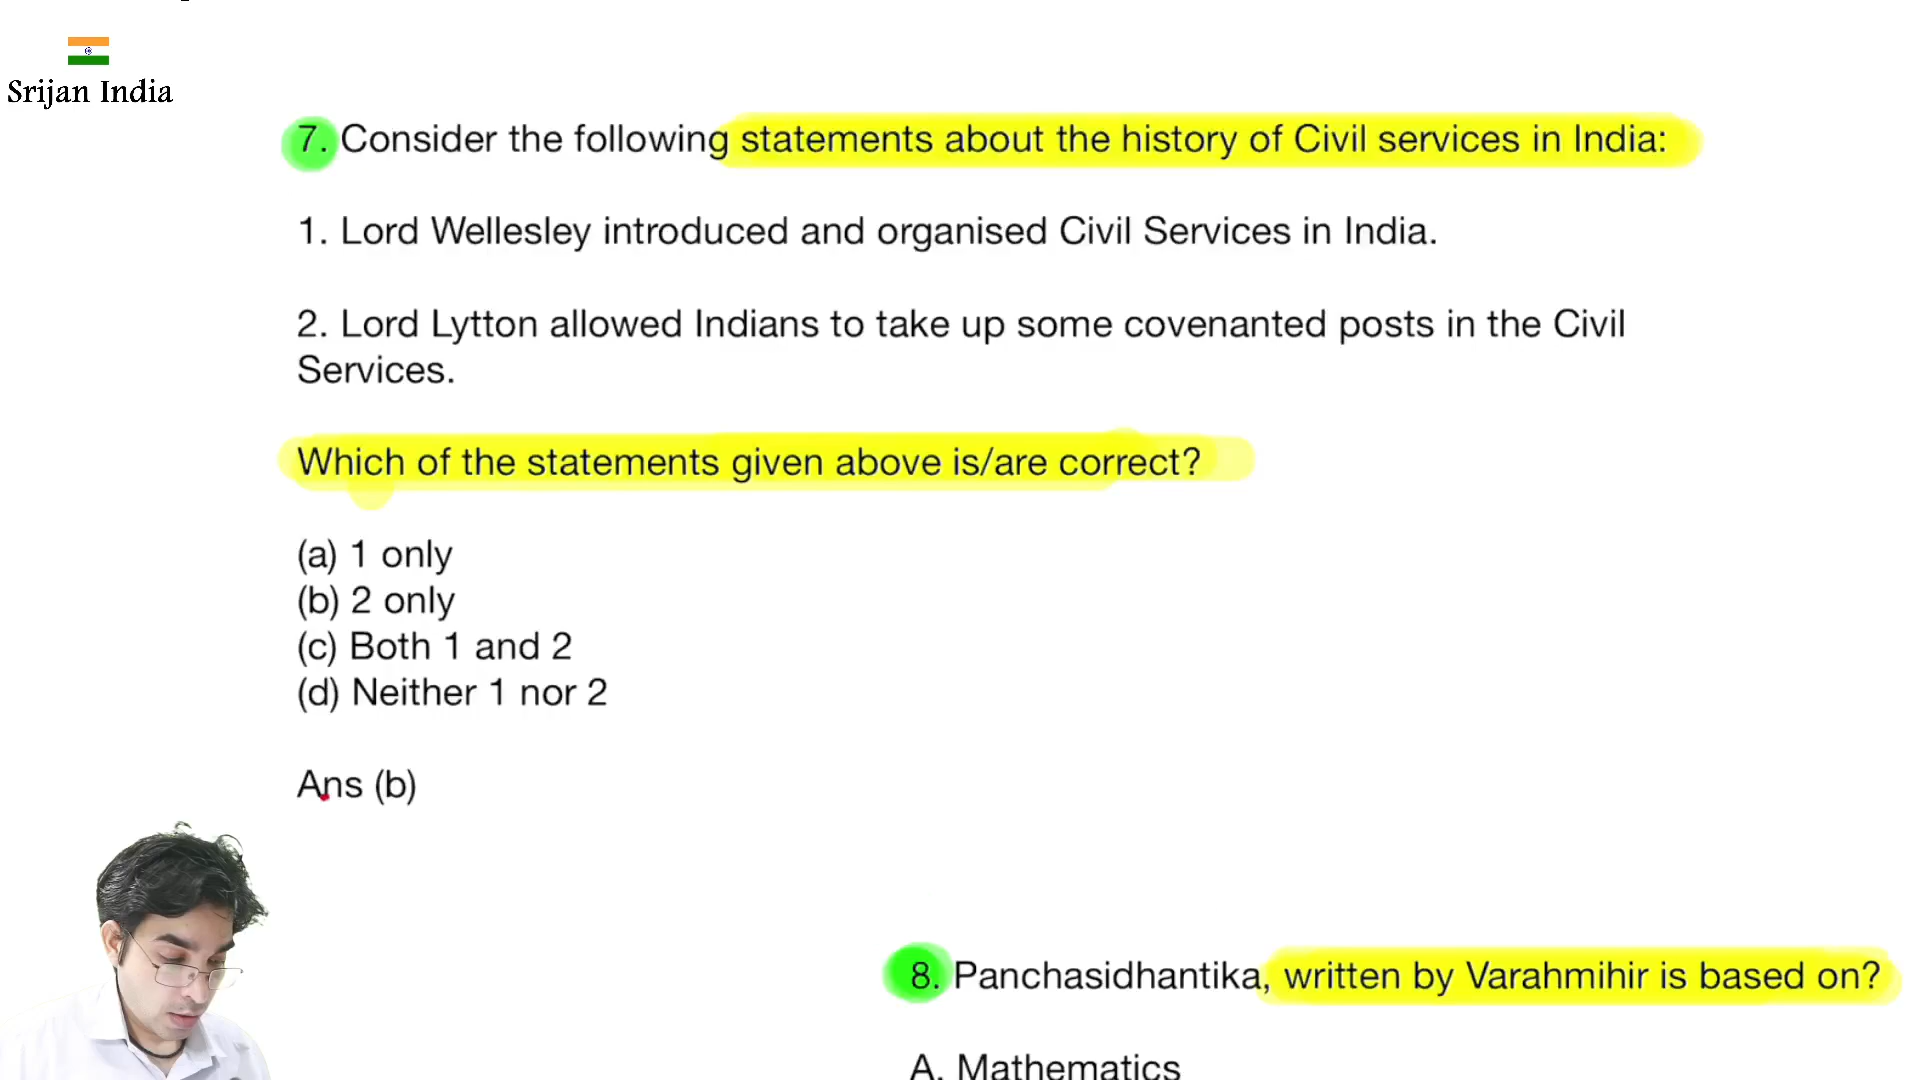 Srijan India
7. Consider the following statements about the history of Civil services in India:
1. Lord Wellesley introduced and organised Civil Services in India.
2. Lord Lytton allowed Indians to take up some covenanted posts in the Civil
Services.
Which of the statements given above is/are correct?
(a) 1 only
(b) 2 only
(c) Both 1 and 2
(d) Neither 1 nor 2
Ans (b)
8. Panchasidhantika, written by Varahmihir is based on?
A. Mathematics